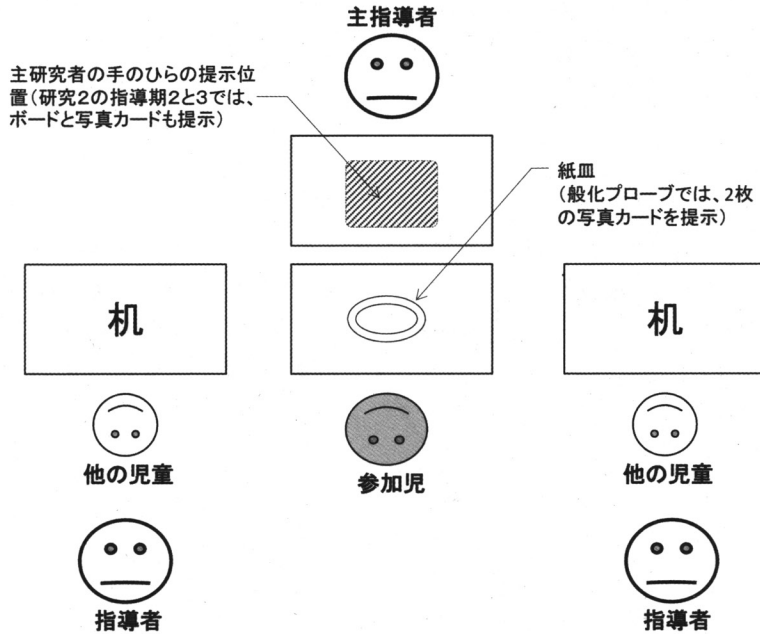 主指導者
主研究者の手のひらの提示位
置(研究2の指導期2と3では、
ボードと写真カードも提示)
紙皿
(般化プローブでは、2枚
の写真カードを提示)
机
机
他の児童
参加児
他の児童
指導者
指導者